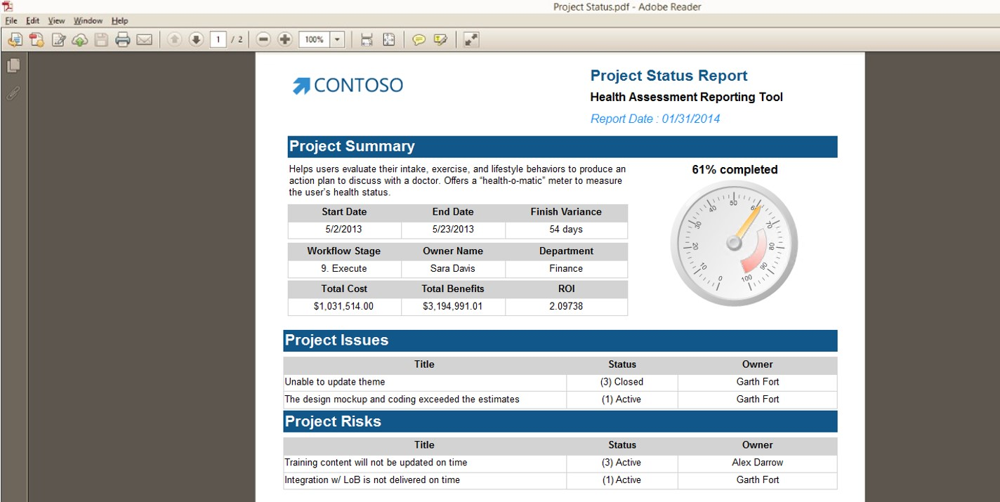 Project Status.pdf - Adobe Reader
File Edit View Window Help
1 / 2 100%
CONTOSO
Project Status Report
Health Assessment Reporting Tool
Report Date : 01/31/2014
Project Summary
Helps users evaluate their intake, exercise, and lifestyle behaviors to produce an
action plan to discuss with a doctor. Offers a “health-o-matic” meter to measure
the user’s health status.
Start Date End Date Finish Variance
5/2/2013 5/23/2013 54 days
Workflow Stage Owner Name Department
9. Execute Sara Davis Finance
Total Cost Total Benefits ROI
$1,031,514.00 $3,194,991.01 2.09738
61% completed
0 10 20 30 40 50 70 80 90 100
Project Issues
Title Status Owner
Unable to update theme (3) Closed Garth Fort
The design mockup and coding exceeded the estimates (1) Active Garth Fort
Project Risks
Title Status Owner
Training content will not be updated on time (3) Active Alex Darrow
Integration w/ LoB is not delivered on time (1) Active Garth Fort